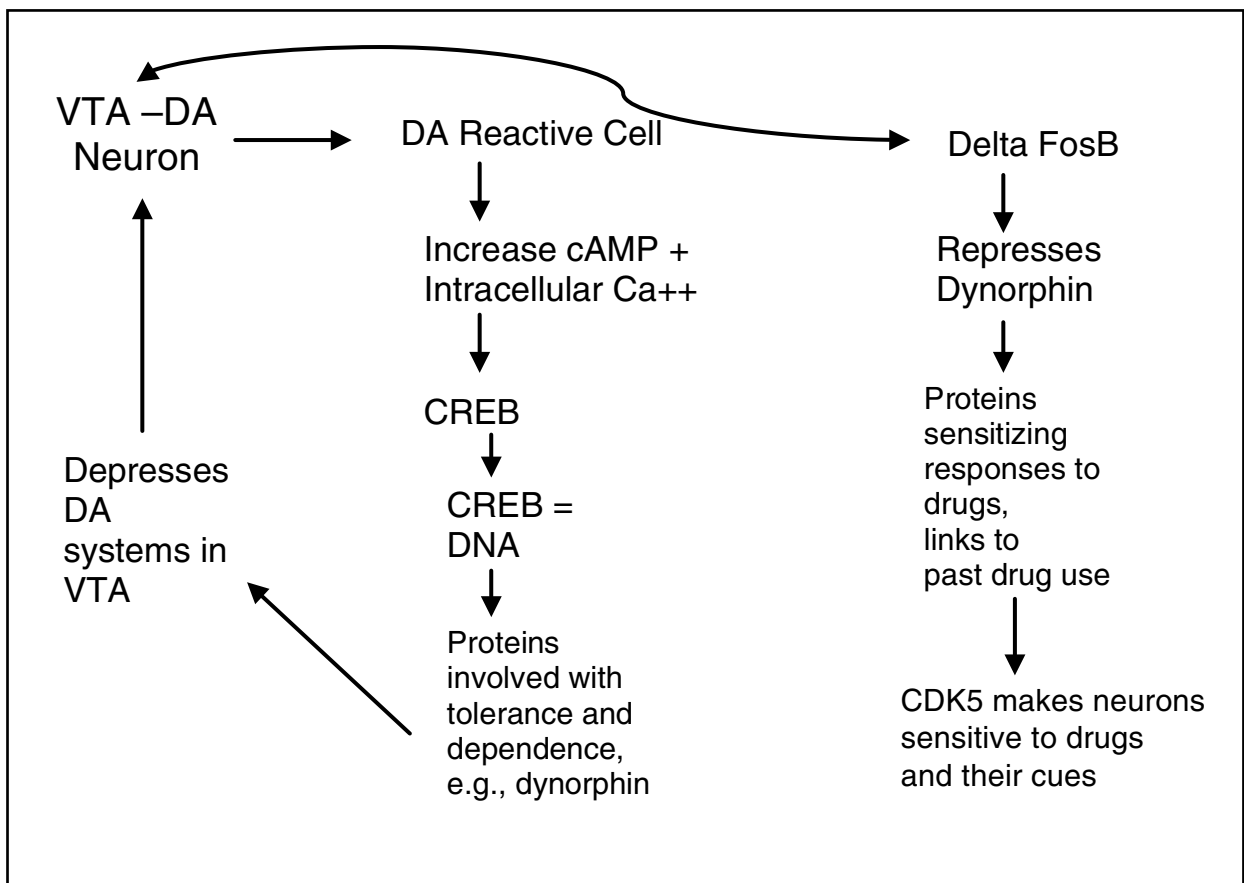 VTA –DA
Neuron
DA Reactive Cell
Increase cAMP +
Intracellular Ca++
CREB
CREB =
DNA
Proteins
involved with
tolerance and
dependence,
e.g., dynorphin
Depresses
DA
systems in
VTA
Delta FosB
Represses
Dynorphin
Proteins
sensitizing
responses to
drugs,
links to
past drug use
CDK5 makes neurons
sensitive to drugs
and their cues